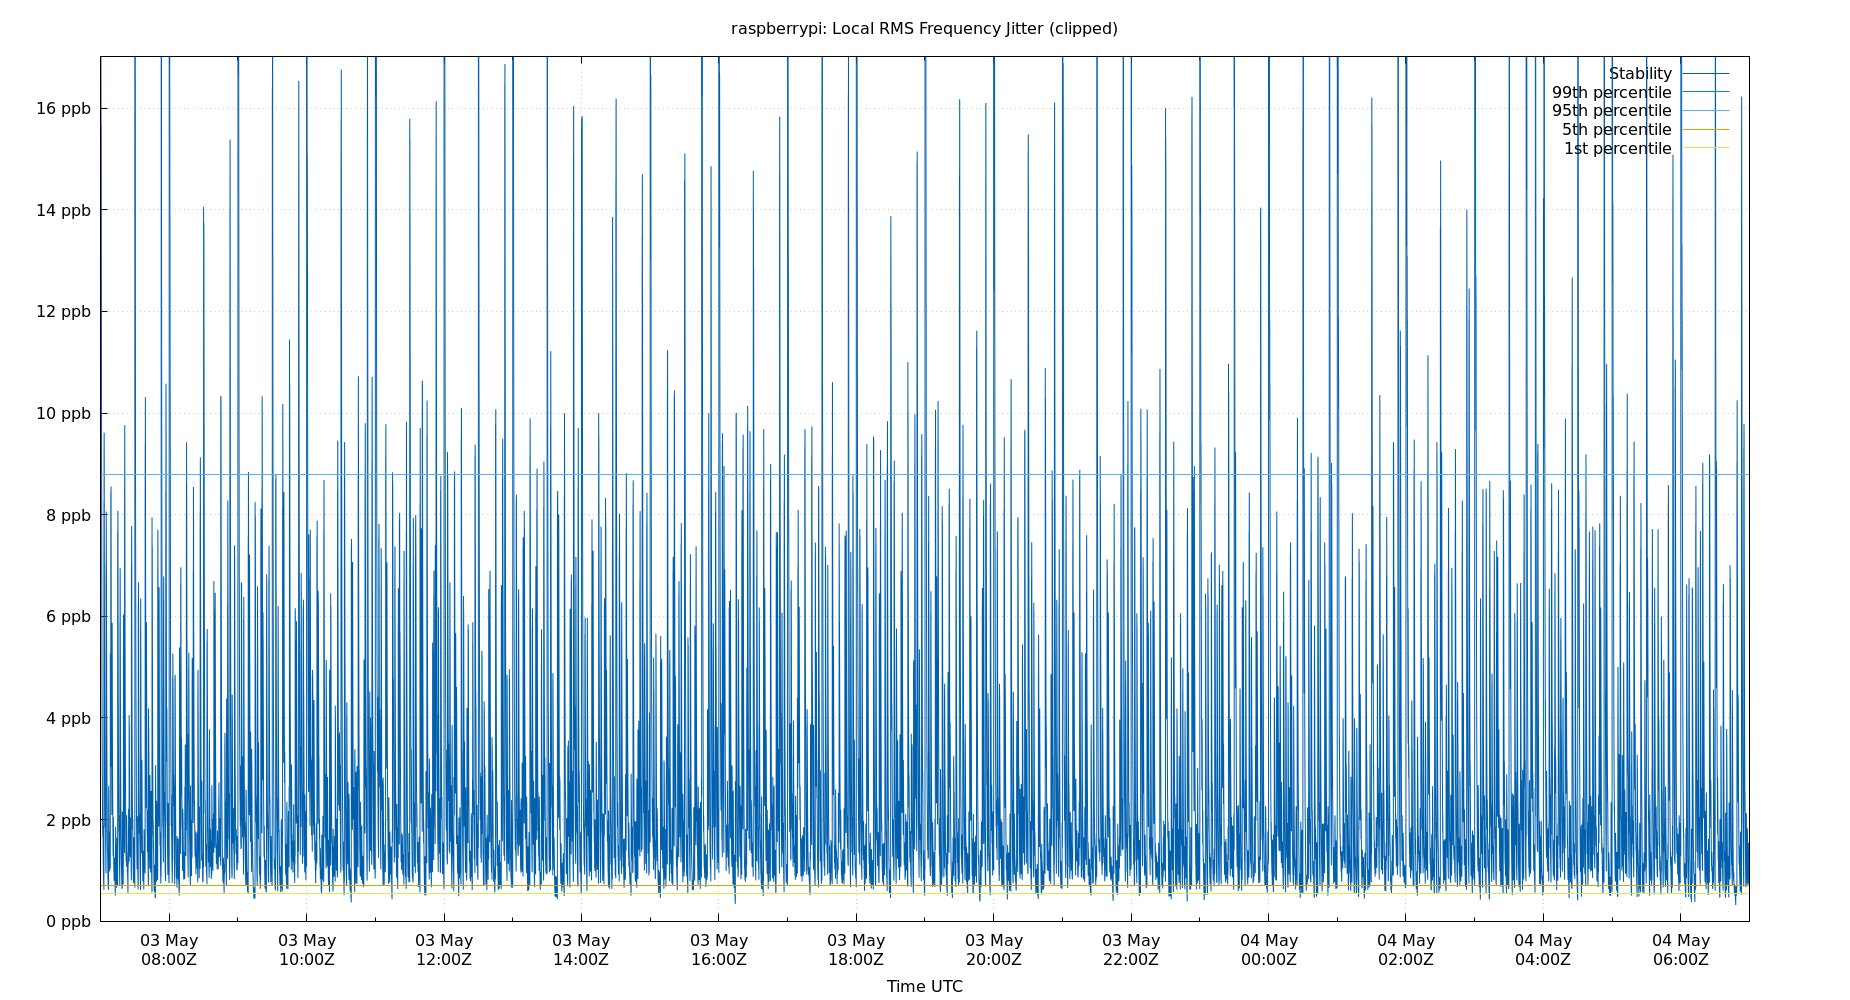 raspberrypi: Local RMS Frequency Jitter (clipped)
Stability
99th percentile
95th percentile
5th percentile
1st percentile
16 ppb
14 ppb
12 ppb
10 ppb
8 ppb
6 ppb
4 ppb
2 ppb
0 ppb
03 May 03 May 03 May 03 May 03 May 03 May 03 May 03 May 04 May 04 May 04 May 04 May
08:00Z 10:00Z 12:00Z 14:00Z 16:00Z 18:00Z 20:00Z 22:00Z 00:00Z 02:00Z 04:00Z 06:00Z
Time UTC